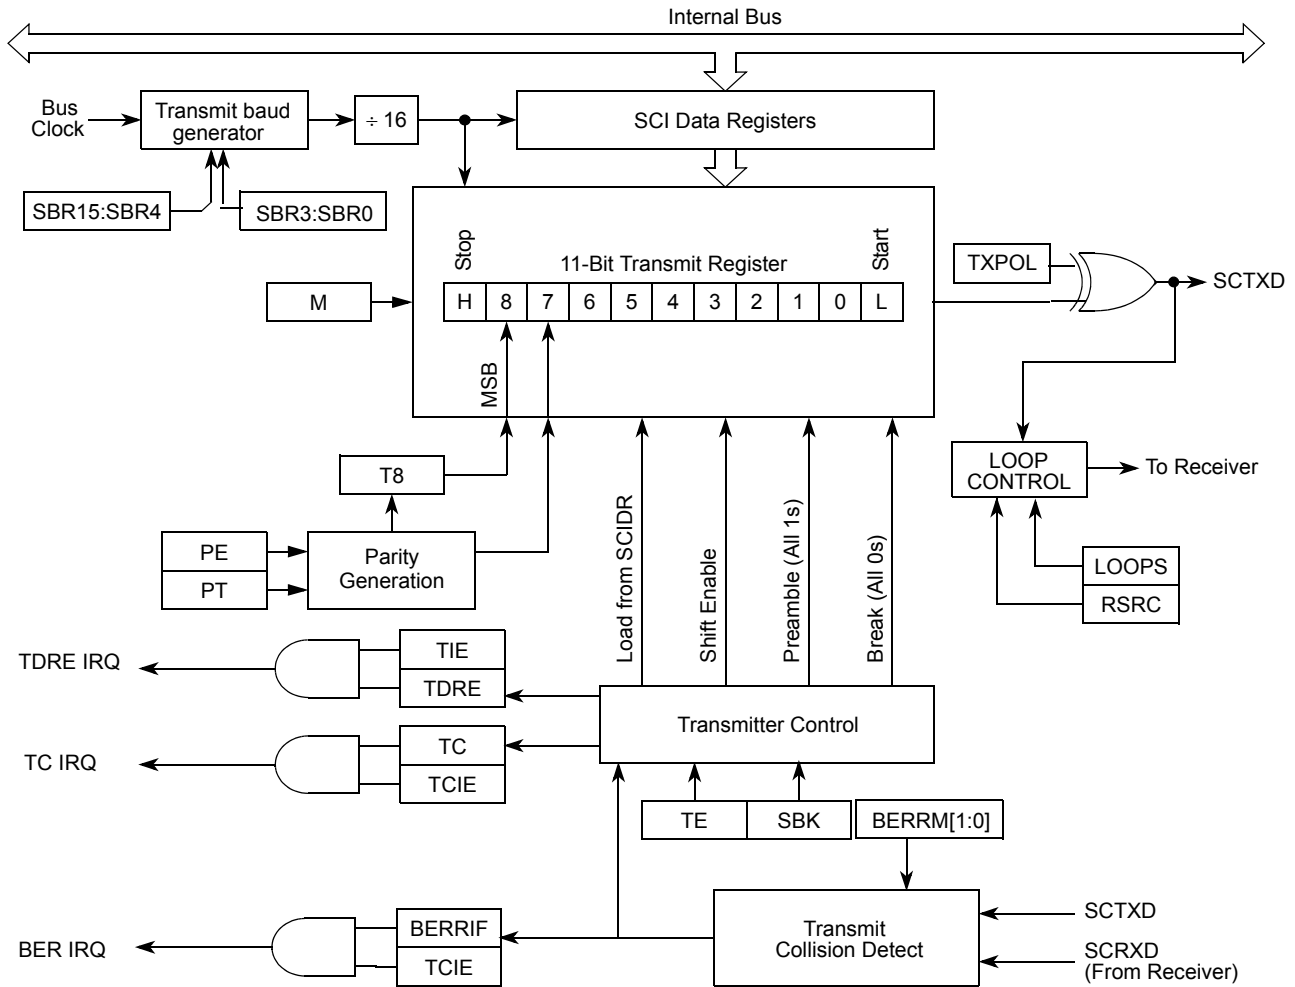 Internal Bus
Bus
Clock
Transmit baud
generator
÷ 16
SCI Data Registers
SBR15:SBR4
SBR3:SBR0
Stop
11-Bit Transmit Register
Start
M
H 8 7 6 5 4 3 2 1 0 L
TXPOL
SCTXD
MSB
T8
LOOP
CONTROL
To Receiver
PE
PT
Parity
Generation
Load from SCIDR
Shift Enable
Preamble (All 1s)
Break (All 0s)
LOOPS
RSRC
TDRE IRQ
TIE
TDRE
TC IRQ
TC
TCIE
Transmitter Control
TE
SBK
BERRM[1:0]
BER IRQ
BERRIF
TCIE
Transmit
Collision Detect
SCTXD
SCRXD
(From Receiver)